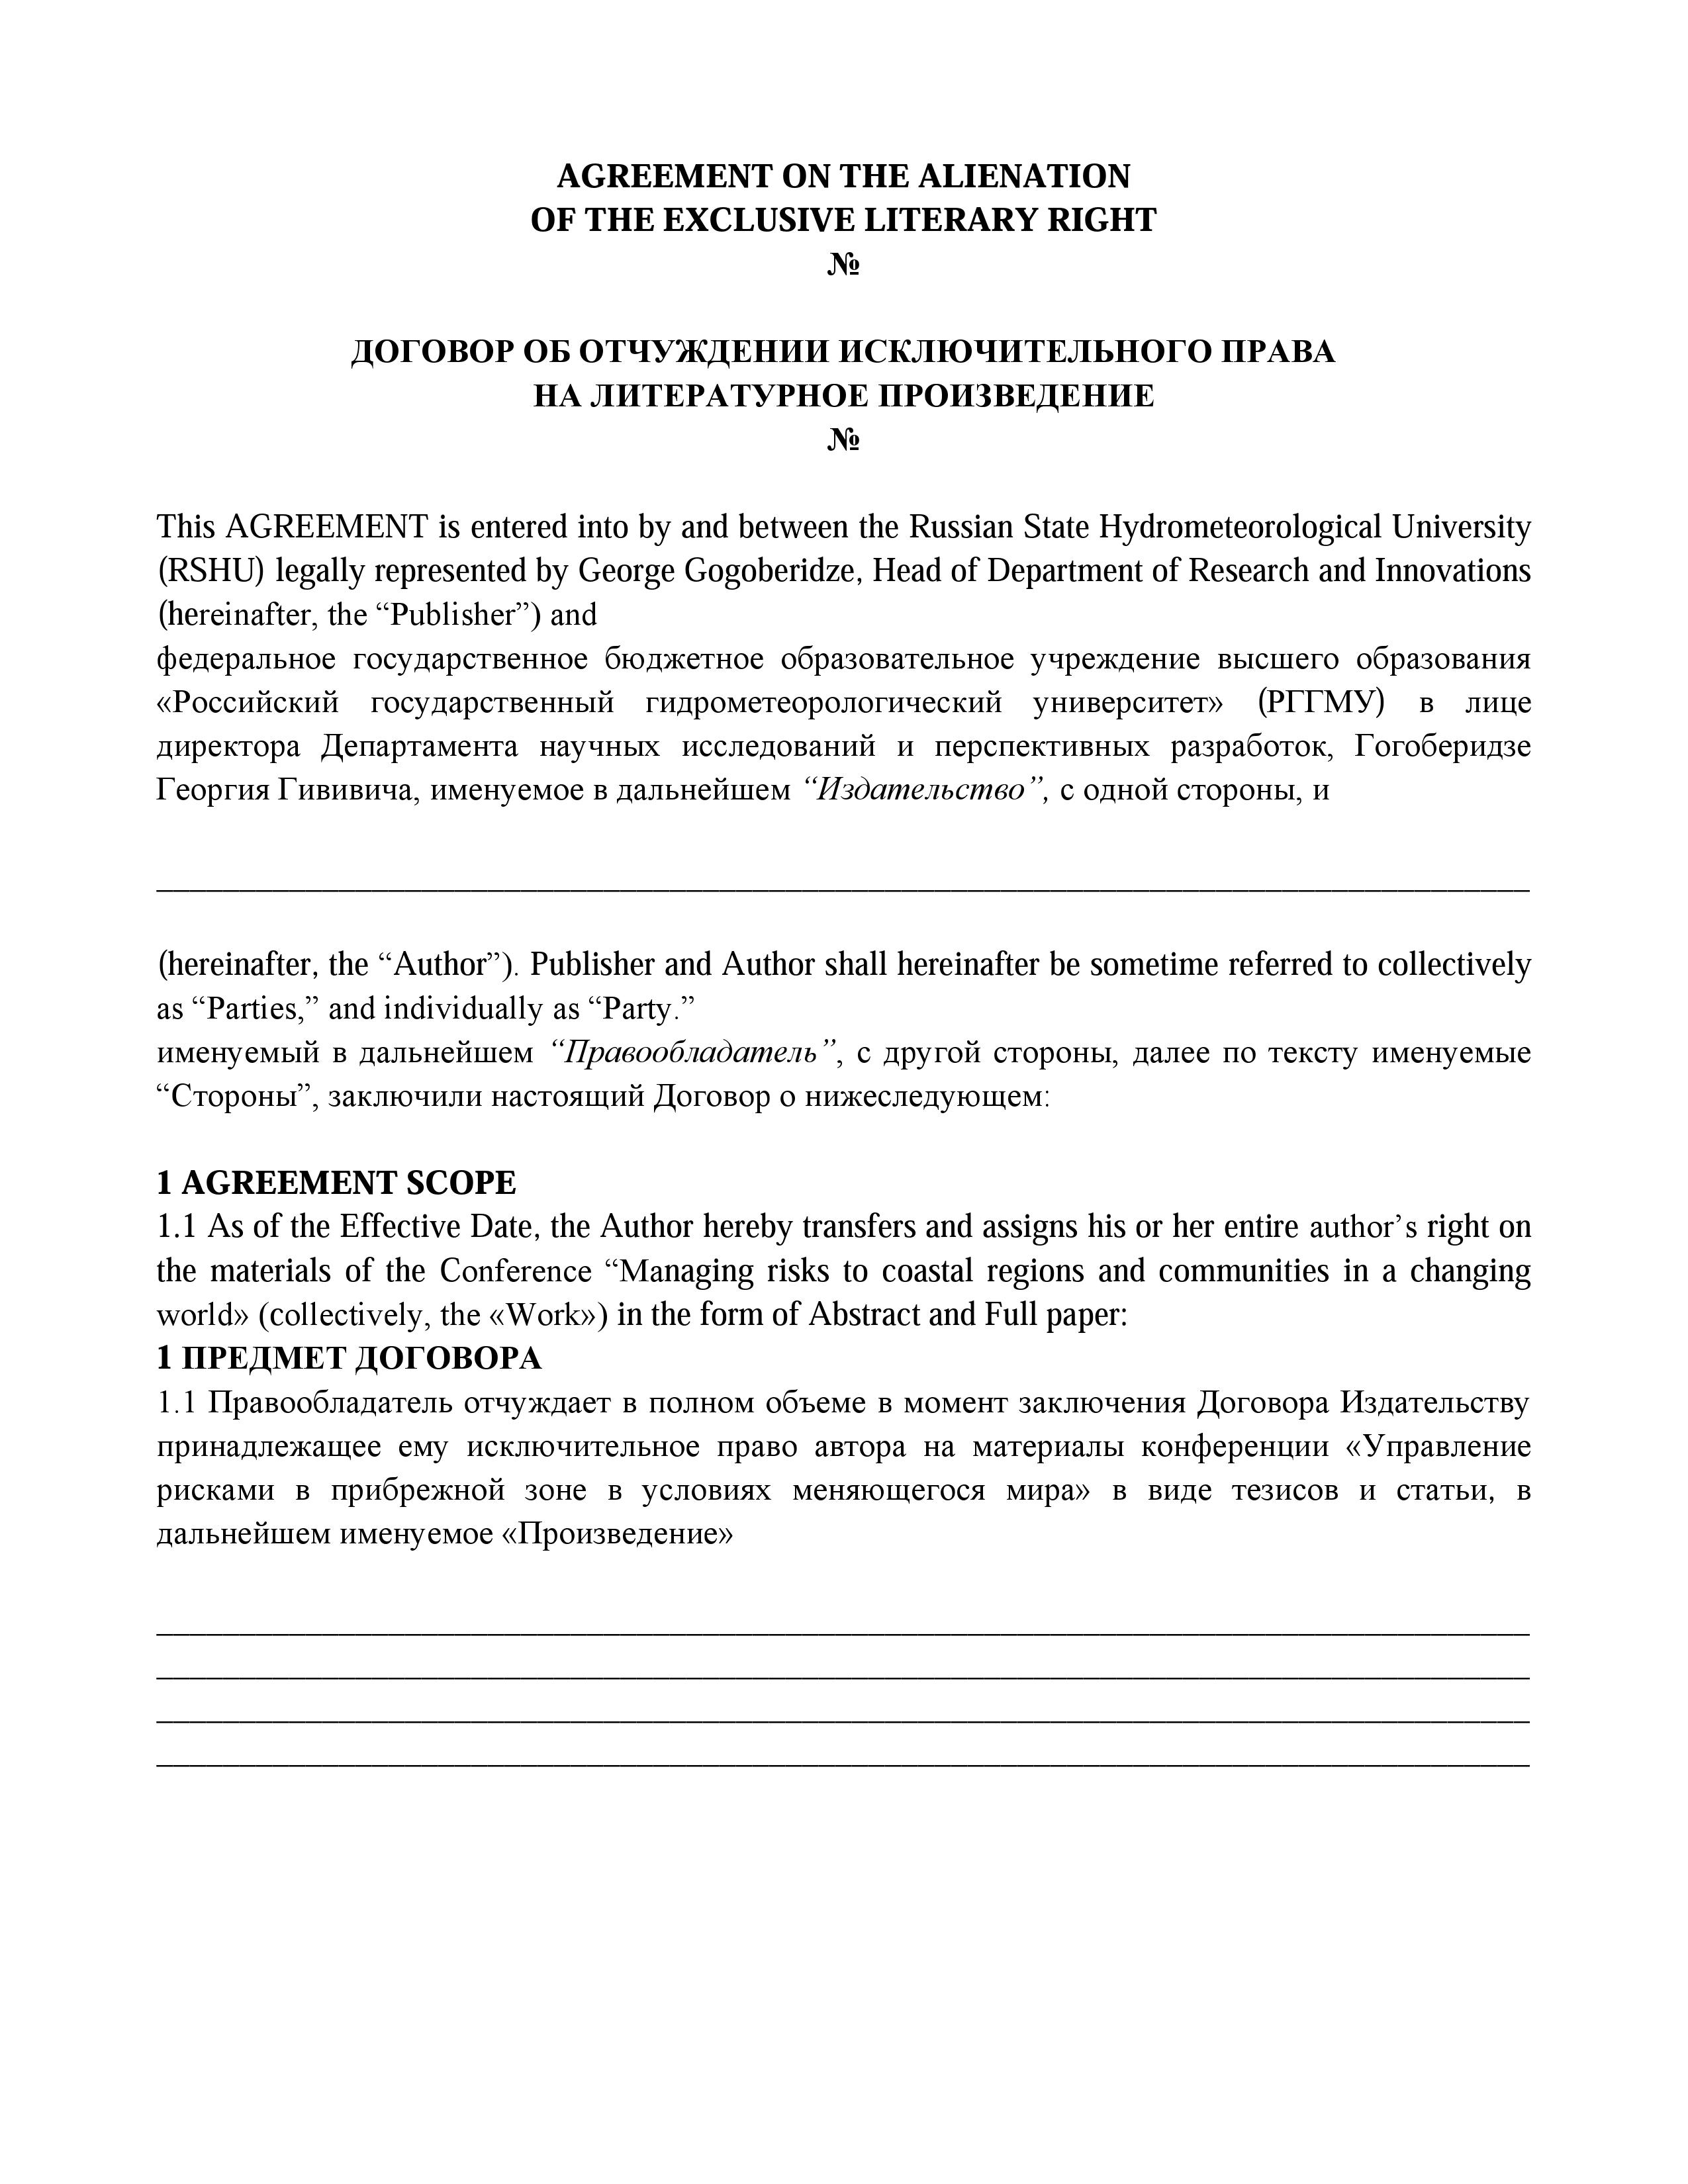 AGREEMENT ON THE ALIENATION
OF THE EXCLUSIVE LITERARY RIGHT
№
ДОГОВОР ОБ ОТЧУЖДЕНИИ ИСКЛЮЧИТЕЛЬНОГО ПРАВА
НА ЛИТЕРАТУРНОЕ ПРОИЗВЕДЕНИЕ
№
This AGREEMENT is entered into by and between the Russian State Hydrometeorological University
(RSHU) legally represented by George Gogoberidze, Head of Department of Research and Innovations
(hereinafter, the “Publisher”) and
федеральное государственное бюджетное образовательное учреждение высшего образования
«Российский государственный гидрометеорологический университет» (РГГМУ) в лице
директора Департамента научных исследований и перспективных разработок, Гогоберидзе
Георгия Гививича, именуемое в дальнейшем “Издательство”, с одной стороны, и
_____________________________________________________________________________________
(hereinafter, the “Author”). Publisher and Author shall hereinafter be sometime referred to collectively
as “Parties,” and individually as “Party.”
именуемый в дальнейшем “Правообладатель”, с другой стороны, далее по тексту именуемые
“Стороны”, заключили настоящий Договор о нижеследующем:
1 AGREEMENT SCOPE
1.1 As of the Effective Date, the Author hereby transfers and assigns his or her entire author’s right on
the materials of the Conference “Managing risks to coastal regions and communities in a changing
world» (collectively, the «Work») in the form of Abstract and Full paper:
1 ПРЕДМЕТ ДОГОВОРА
1.1 Правообладатель отчуждает в полном объеме в момент заключения Договора Издательству
принадлежащее ему исключительное право автора на материалы конференции «Управление
рисками в прибрежной зоне в условиях меняющегося мира» в виде тезисов и статьи, в
дальнейшем именуемое «Произведение»
_____________________________________________________________________________________
_____________________________________________________________________________________
_____________________________________________________________________________________
_____________________________________________________________________________________